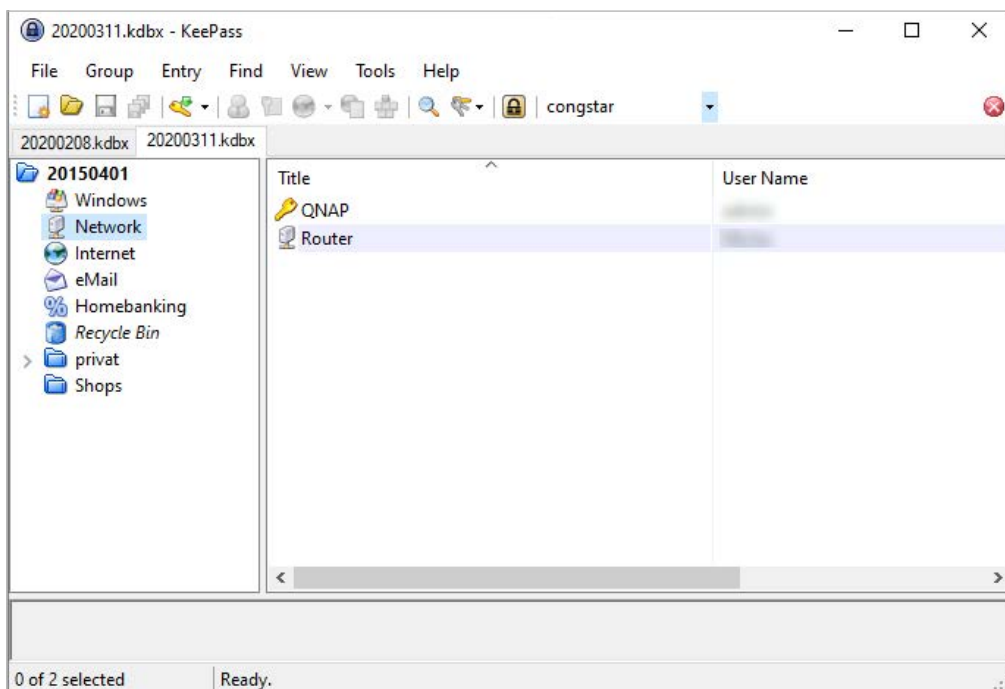 20200311.kdbx - KeePass
File Group Entry Find View Tools Help
congstar
20200208.kdbx 20200311.kdbx
20150401
Windows
Network
Internet
eMail
Homebanking
Recycle Bin
privat
Shops
Title User Name
QNAP
Router
0 of 2 selected Ready.